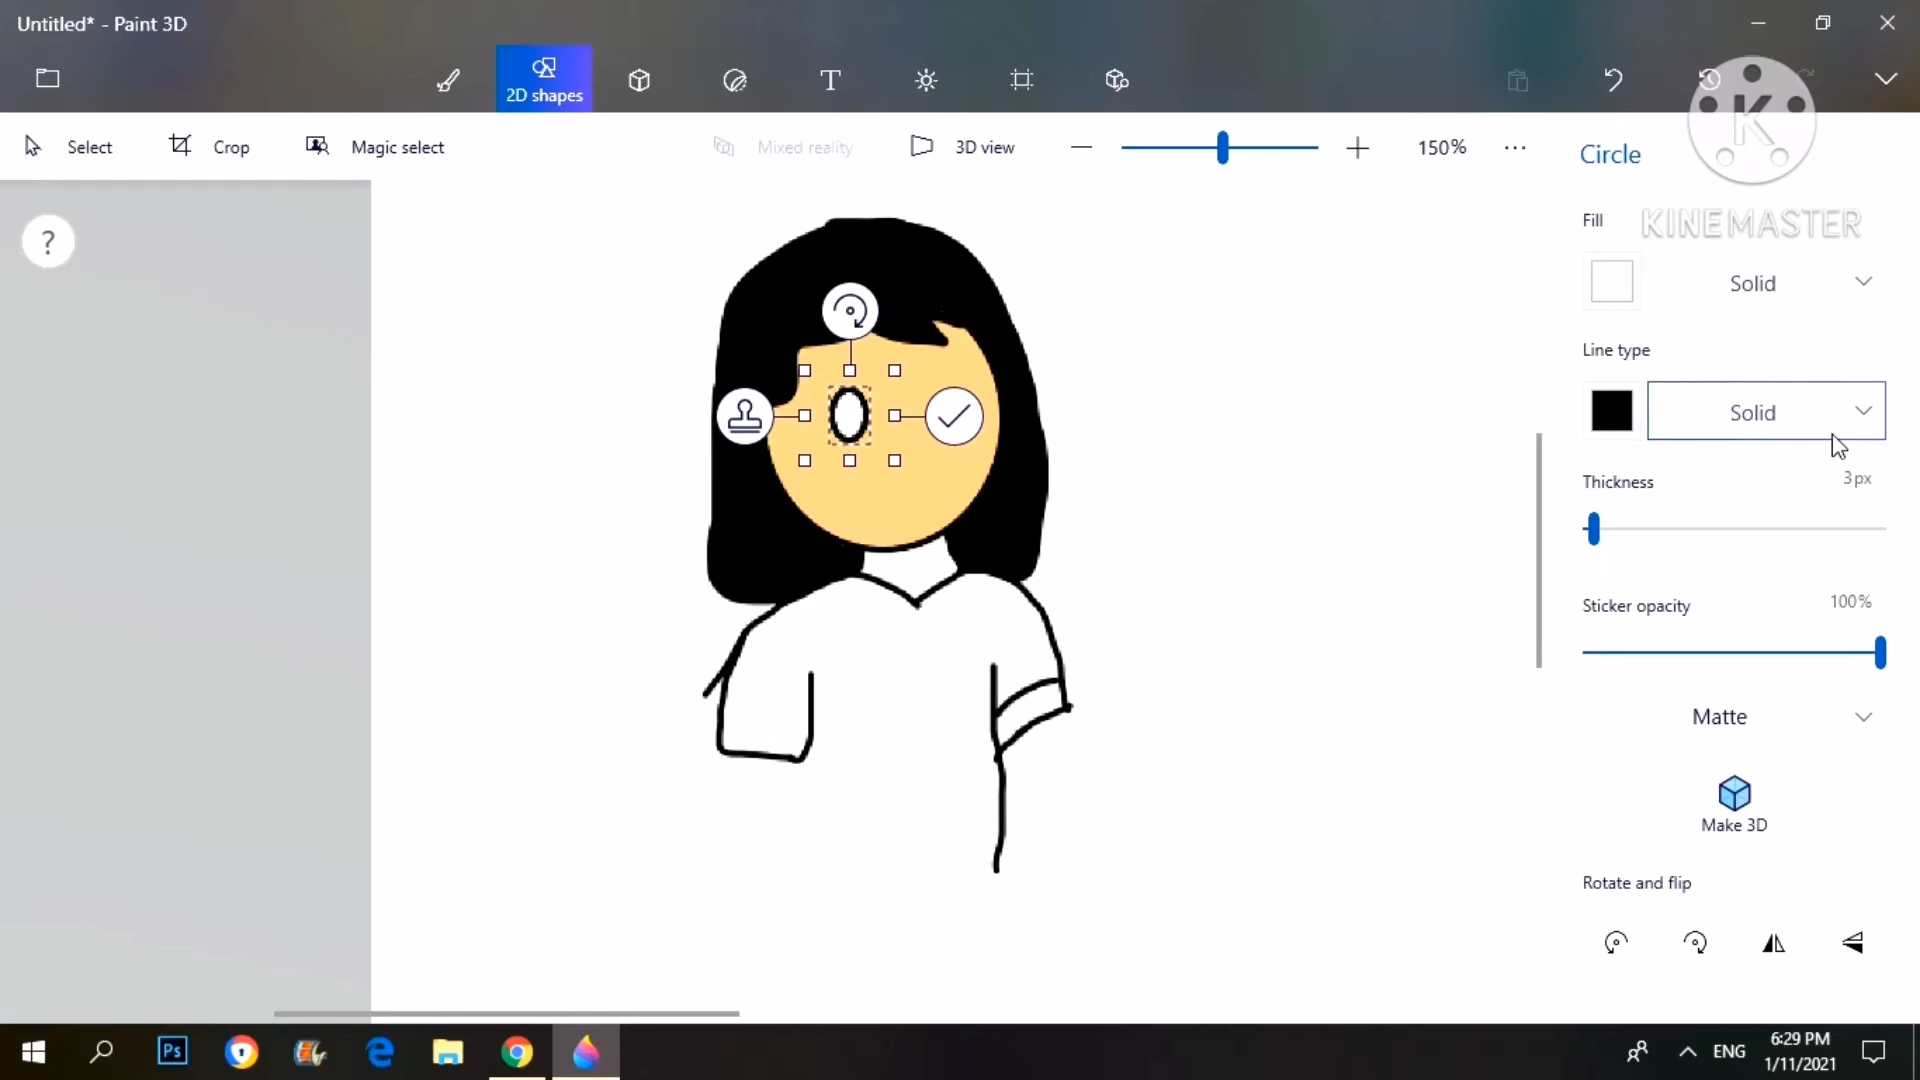 Untitled* - Paint 3D
2D shapes
T
Select
Crop
Magic select
Mixed reality
3D view
150%
Circle
K
KINEMASTER
Fill
Solid
Line type
Solid
Thickness
3px
Sticker opacity
100%
Matte
Make 3D
Rotate and flip
?
Ps
ENG
6:29 PM
1/11/2021